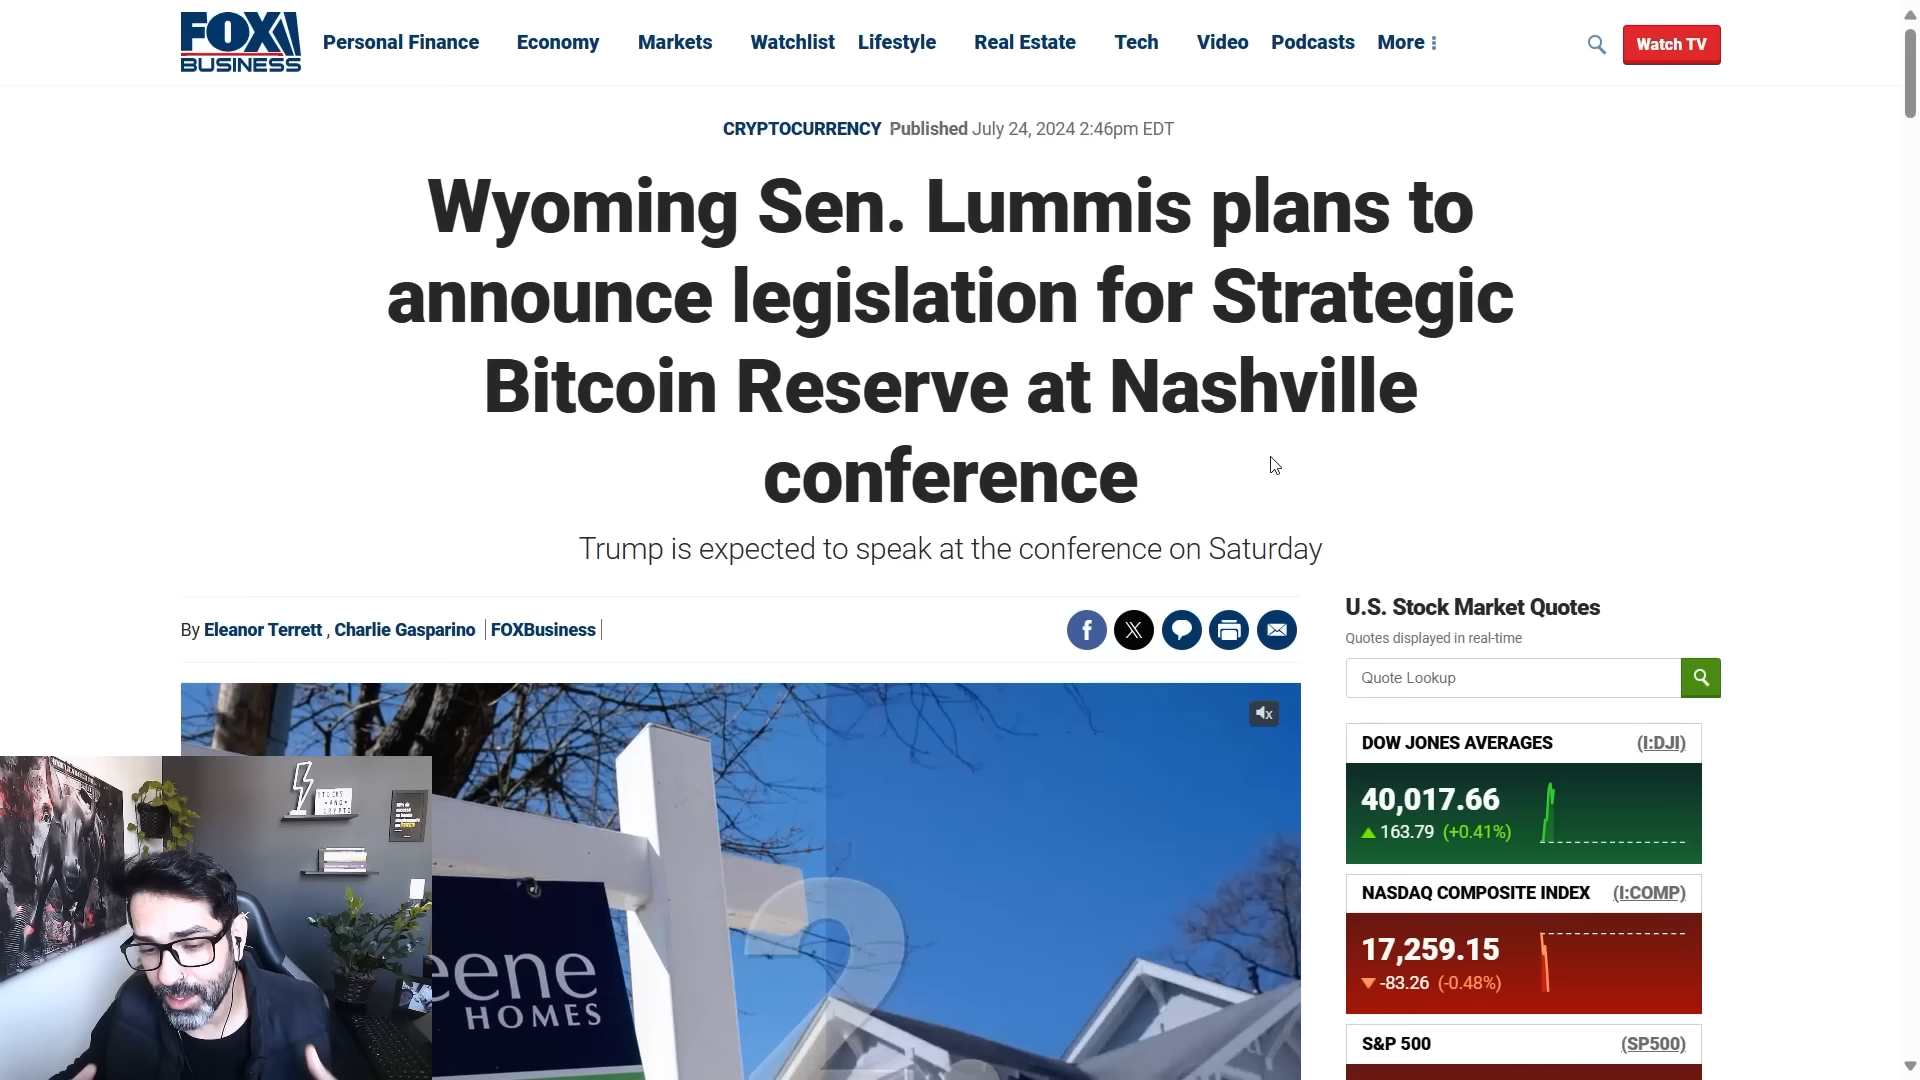 FOX
BUSINESS
Personal Finance Economy Markets Watchlist Lifestyle Real Estate Tech Video Podcasts More
Watch TV
CRYPTOCURRENCY Published July 24, 2024 2:46pm EDT
Wyoming Sen. Lummis plans to
announce legislation for Strategic
Bitcoin Reserve at Nashville
conference
Trump is expected to speak at the conference on Saturday
By Eleanor Terrett , Charlie Gasparino | FOXBusiness |
U.S. Stock Market Quotes
Quotes displayed in real-time
Quote Lookup
DOW JONES AVERAGES (I:DJI)
40,017.66
163.79 (+0.41%)
NASDAQ COMPOSITE INDEX (I:COMP)
17,259.15
-83.26 (-0.48%)
S&P 500 (SP500)
eene
HOMES
2
STOCKS
AND
CRYPTO